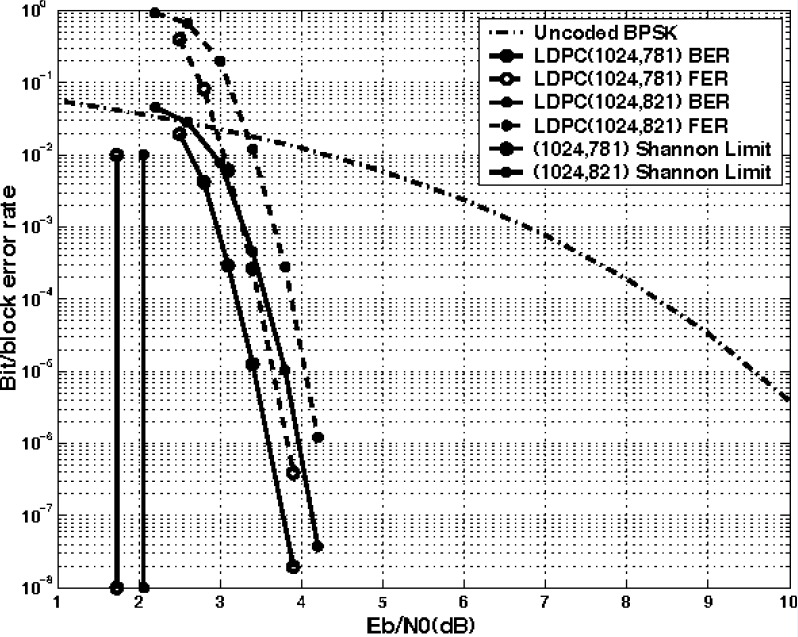 10⁰
10⁻¹
10⁻²
10⁻³
10⁻⁴
10⁻⁵
10⁻⁶
10⁻⁷
10⁻⁸
Bit/block error rate
Uncoded BPSK
LDPC(1024,781) BER
LDPC(1024,781) FER
LDPC(1024,821) BER
LDPC(1024,821) FER
(1024,781) Shannon Limit
(1024,821) Shannon Limit
1 2 3 4 5 6 7 8 9 10
Eb/N0(dB)